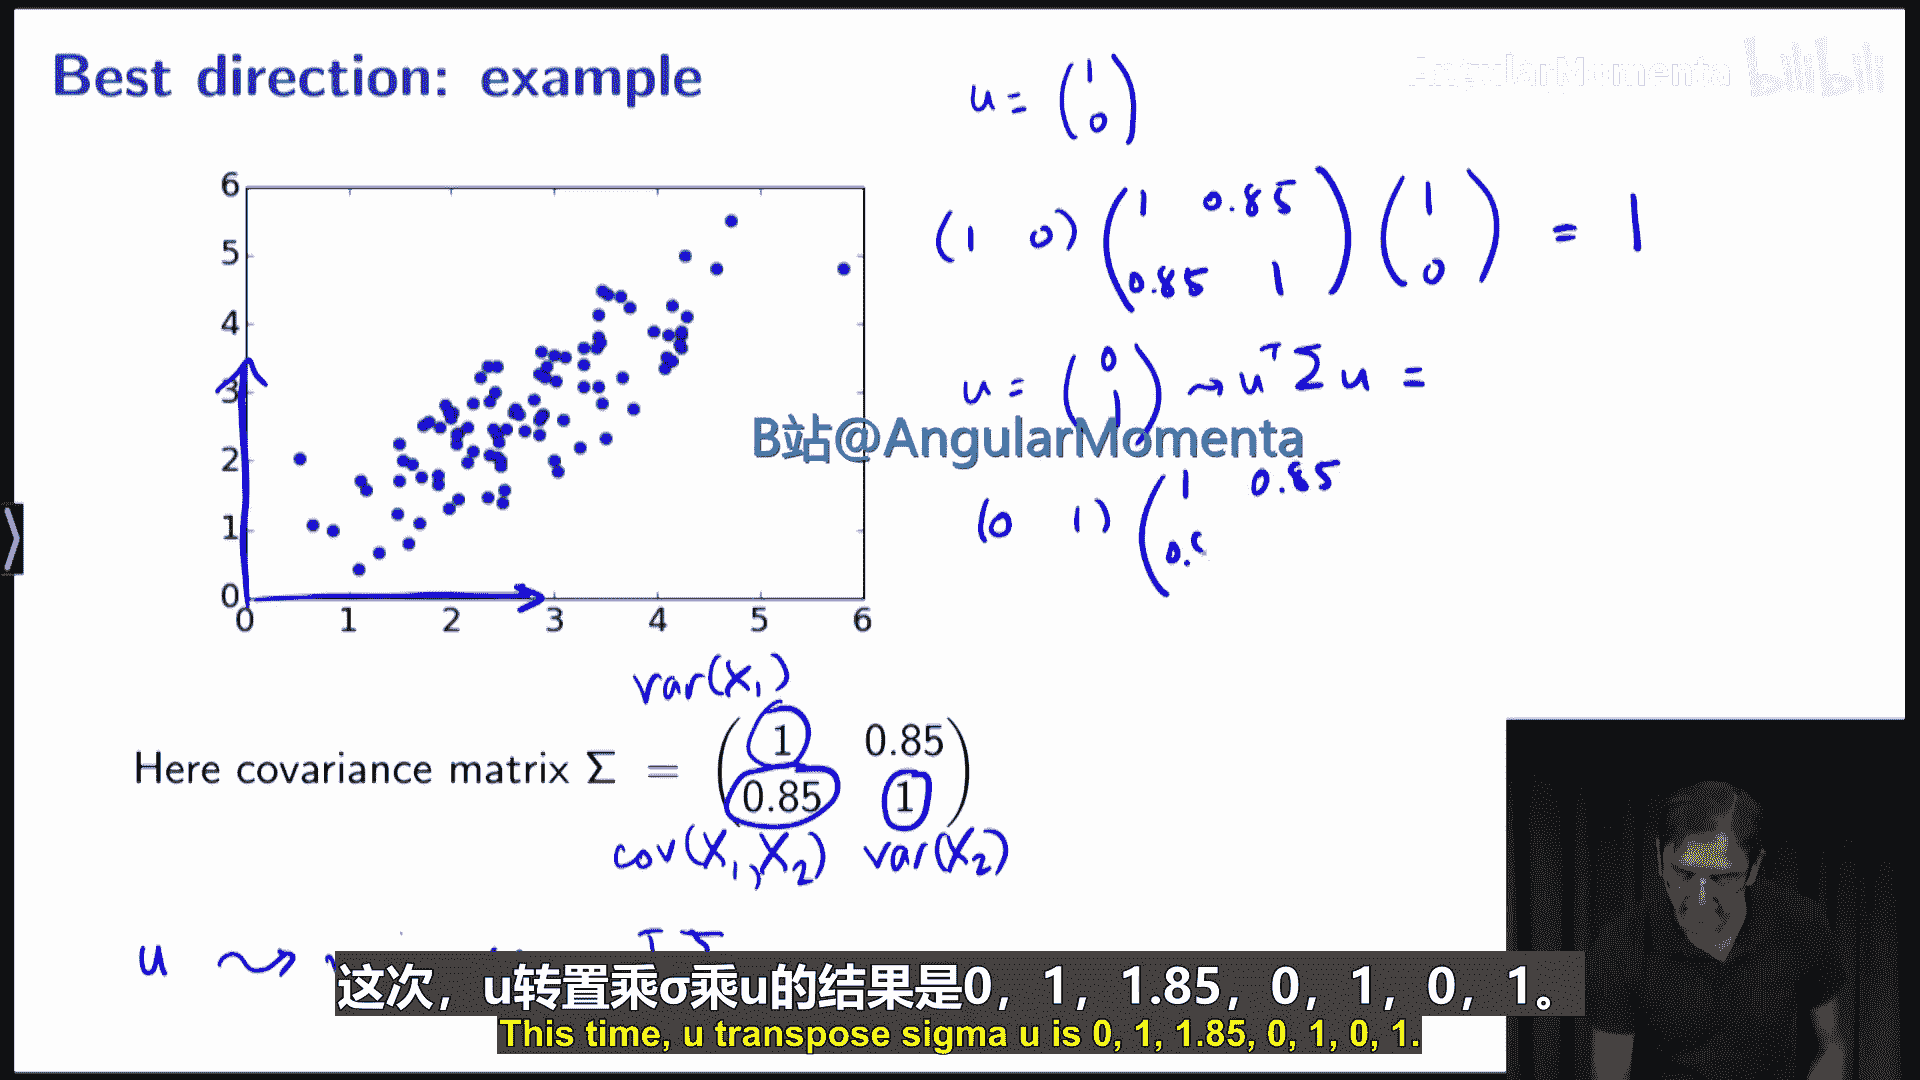 Best direction: example
AngularMomenta bilibili
u = (1 0)
(1 0) (1 0.85 0.85 1) (1 0) = 1
u = (0 1) ⇝ uᵀ Σ u =
B站@AngularMomenta
(0 1) (1 0.85
0.
6
5
4
3
2
1
0
0 1 2 3 4 5 6
var(X₁)
Here covariance matrix Σ = (1 0.85
0.85 1)
cov(X₁,X₂) var(X₂)
u ⇝
这次，u转置乘σ乘u的结果是0，1，1.85，0，1，0，1。
This time, u transpose sigma u is 0, 1, 1.85, 0, 1, 0, 1.